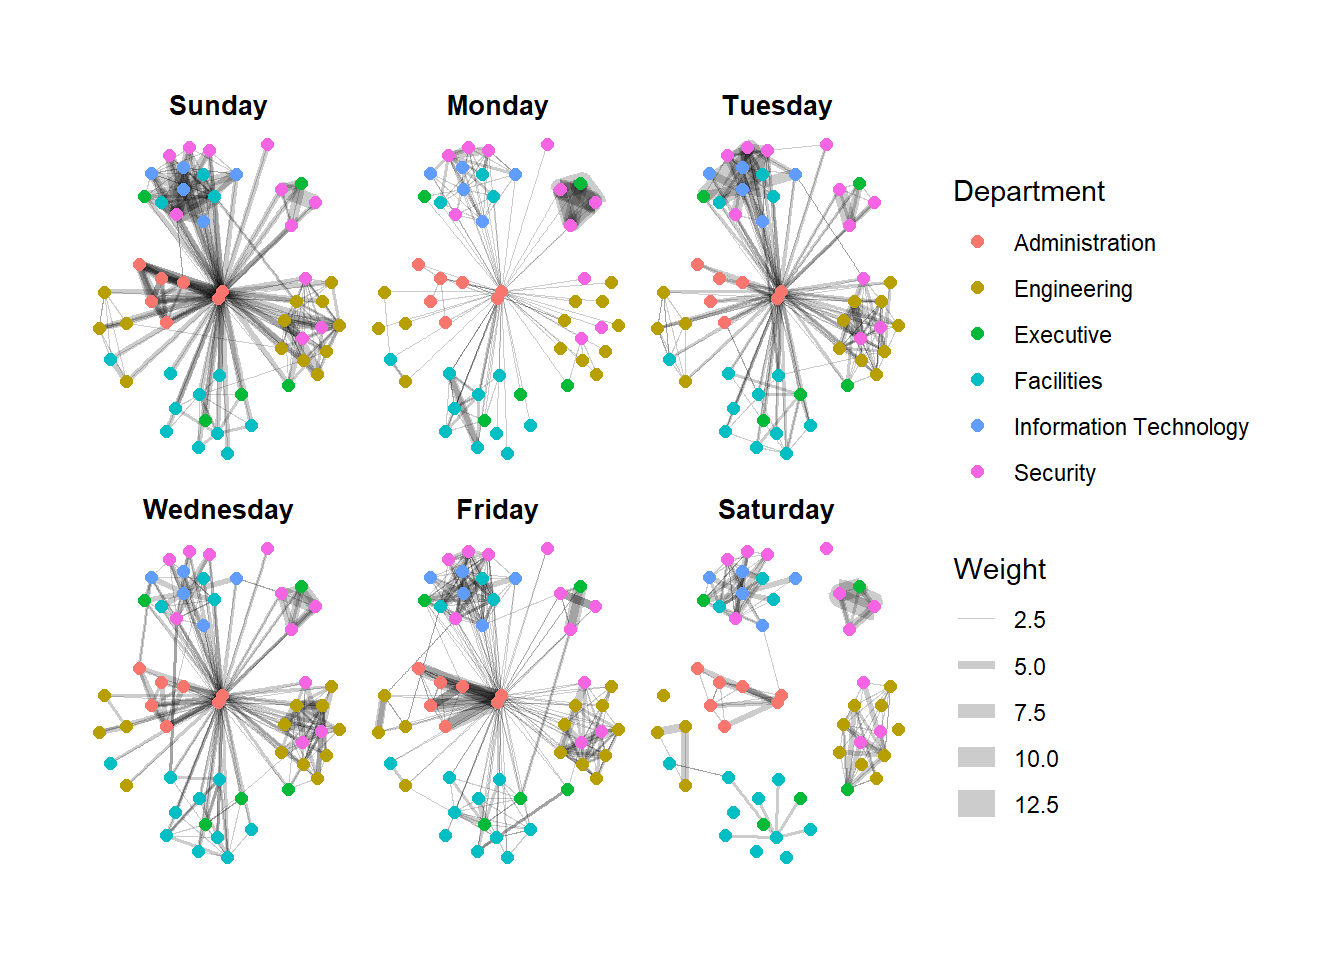 Sunday
Monday
Tuesday
Wednesday
Friday
Saturday
Department
Administration
Engineering
Executive
Facilities
Information Technology
Security
Weight
2.5
5.0
7.5
10.0
12.5